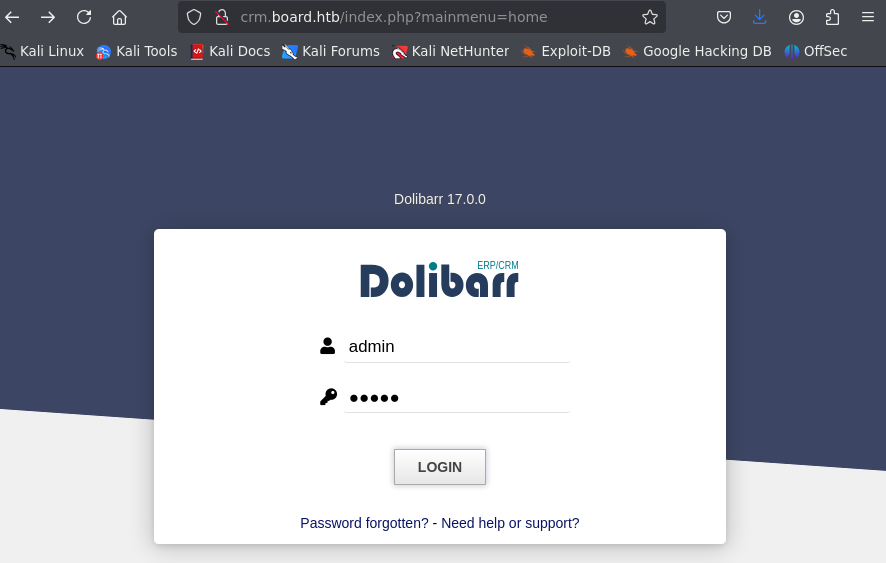 crm.board.htb/index.php?mainmenu=home
Kali Linux Kali Tools Kali Docs Kali Forums Kali NetHunter Exploit-DB Google Hacking DB OffSec
Dolibarr 17.0.0
ERP/CRM
Dolibarr
admin
●●●●●
LOGIN
Password forgotten? - Need help or support?